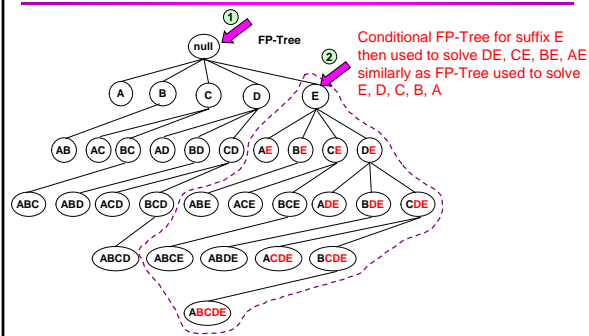 1
null
FP-Tree
2
Conditional FP-Tree for suffix E
then used to solve DE, CE, BE, AE
similarly as FP-Tree used to solve
E, D, C, B, A
A B C D E
AB AC BC AD BD CD AE BE CE DE
ABC ABD ACD BCD ABE ACE BCE ADE BDE CDE
ABCD ABCE ABDE ACDE BCDE
ABCDE